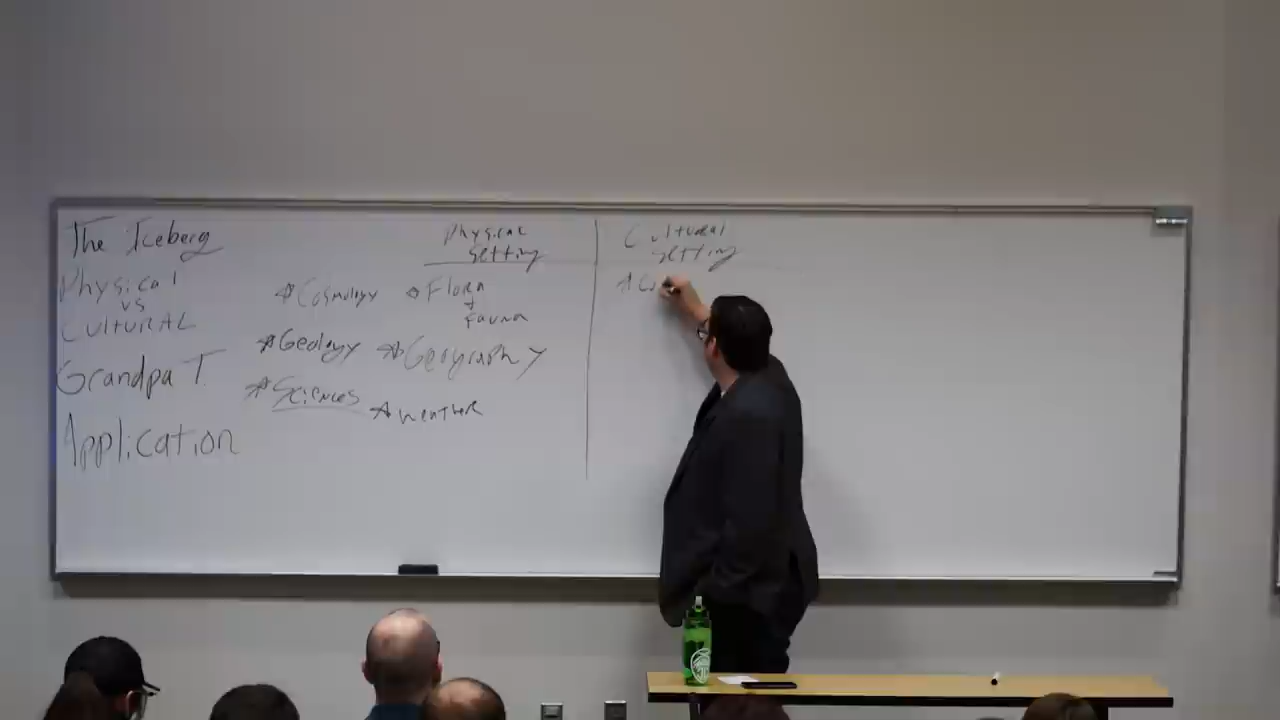 The Iceberg
Physical
vs
CULTURAL
Grandpa T.
Application
Physical
Setting
*Cosmology
*Flora
+
Fauna
*Geology
*Geography
*Sciences
*Weather
Cultural
Setting